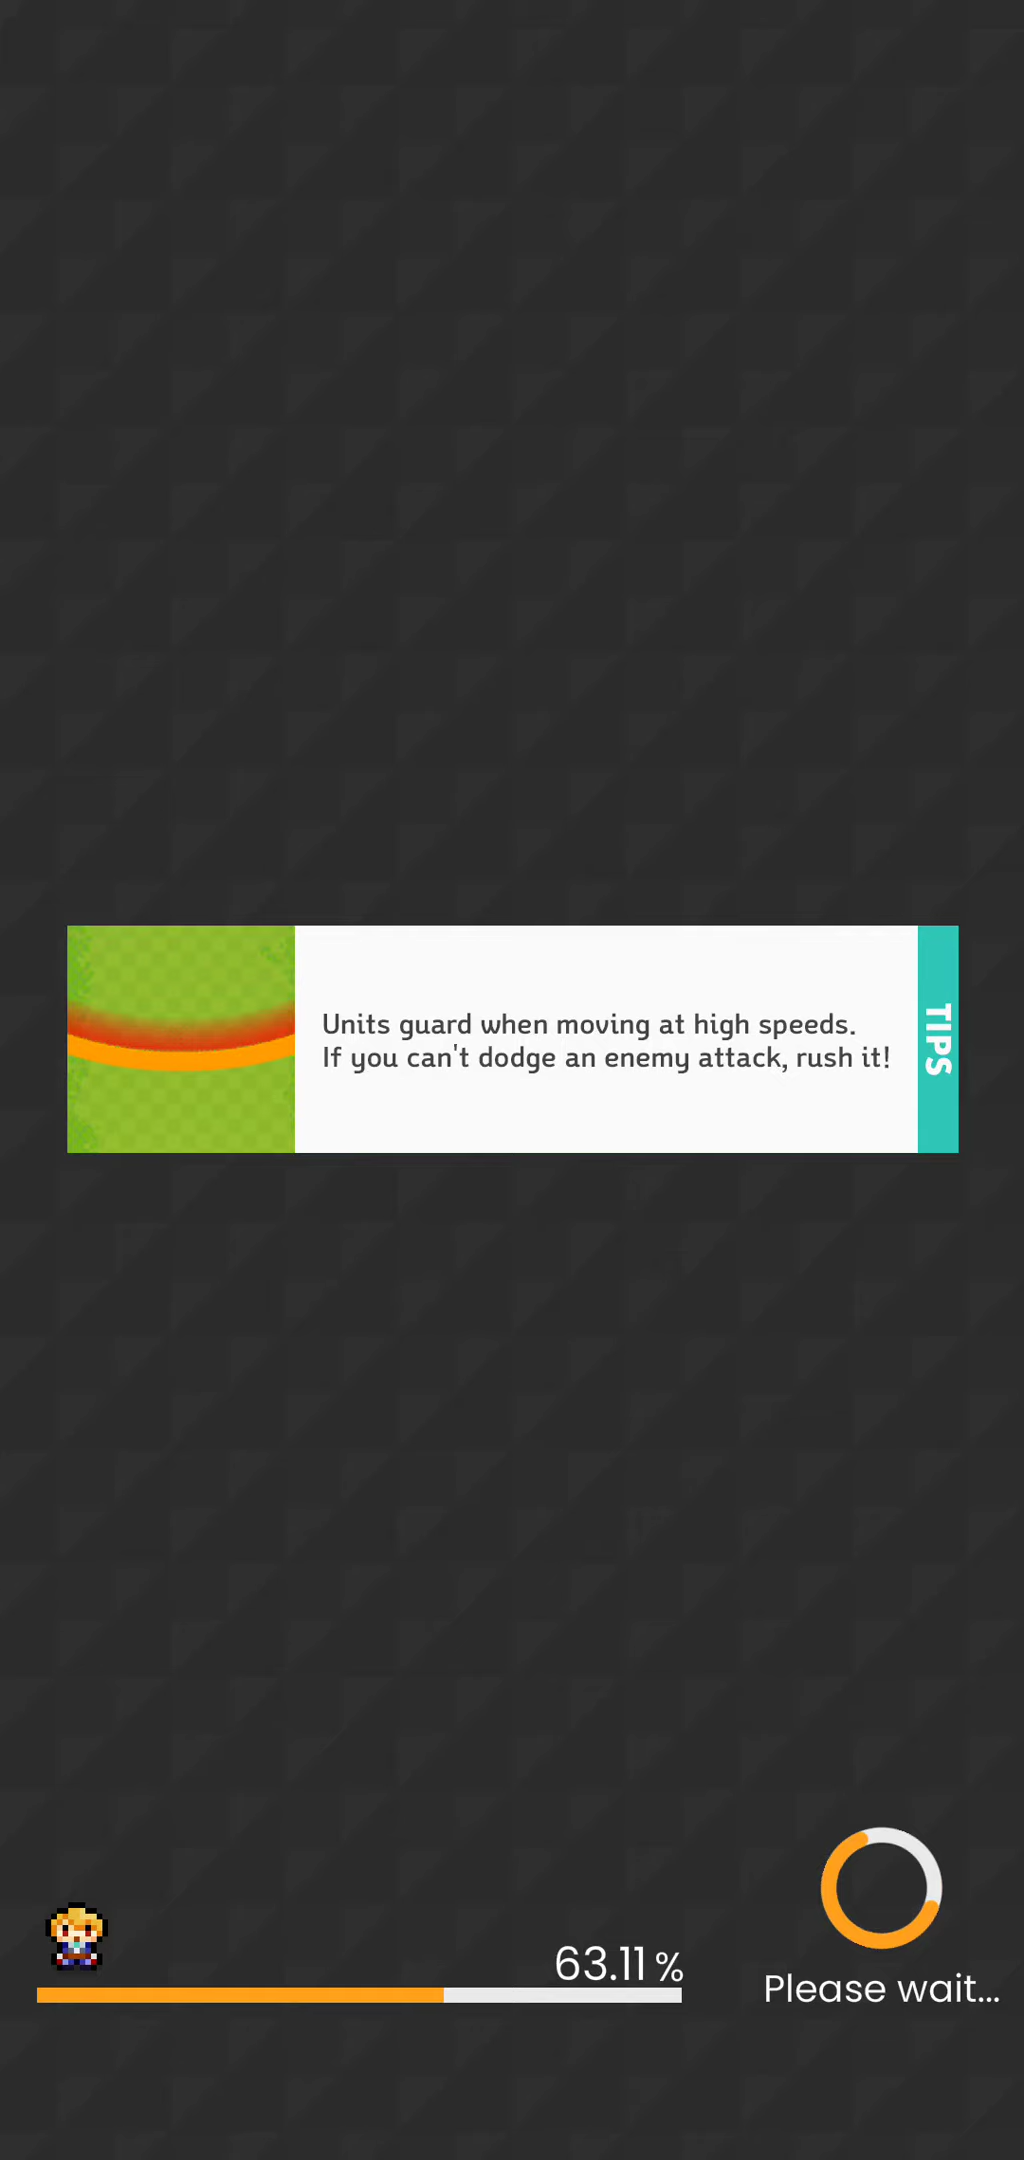 Units guard when moving at high speeds.
If you can't dodge an enemy attack, rush it!
TIPS
63.11 %
Please wait...